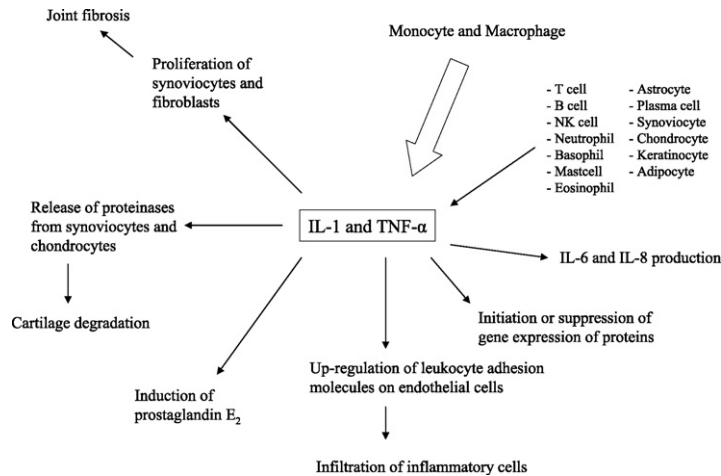 Joint fibrosis
Monocyte and Macrophage
Proliferation of
synoviocytes and
fibroblasts
- T cell
- B cell
- NK cell
- Neutrophil
- Basophil
- Mastcell
- Eosinophil
- Astrocyte
- Plasma cell
- Synoviocyte
- Chondrocyte
- Keratinocyte
- Adipocyte
Release of proteinases
from synoviocytes and
chondrocytes
IL-1 and TNF-α
IL-6 and IL-8 production
Cartilage degradation
Initiation or suppression of
gene expression of proteins
Up-regulation of leukocyte adhesion
molecules on endothelial cells
Induction of
prostaglandin E₂
Infiltration of inflammatory cells